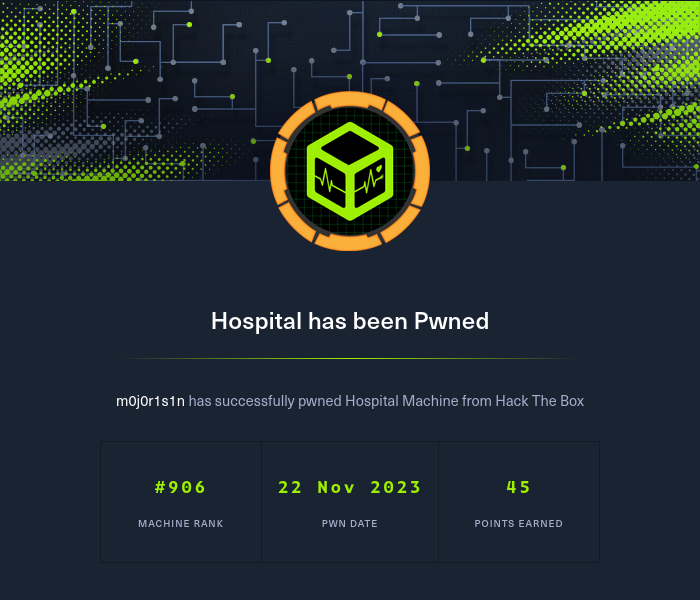 Hospital has been Pwned
m0j0r1s1n has successfully pwned Hospital Machine from Hack The Box
#906
MACHINE RANK
22 Nov 2023
PWN DATE
45
POINTS EARNED